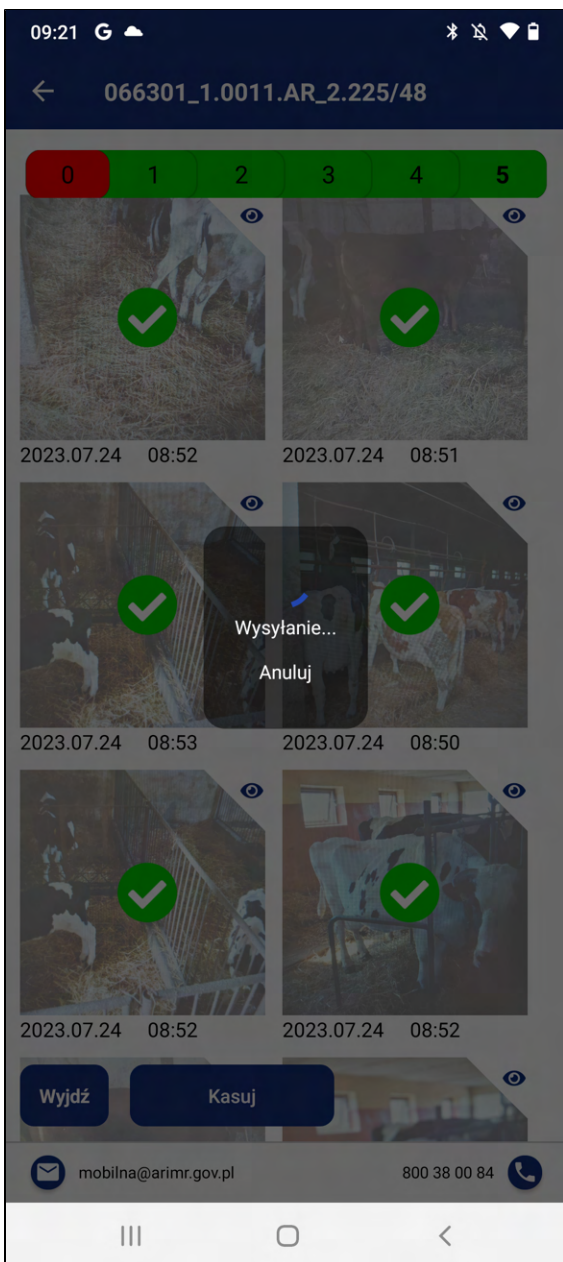 09:21 G
066301_1.0011.AR_2.225/48
0 1 2 3 4 5
2023.07.24 08:52
2023.07.24 08:51
2023.07.24 08:53
2023.07.24 08:50
Wysyłanie...
Anuluj
2023.07.24 08:52
2023.07.24 08:52
Wyjdź
Kasuj
mobilna@arimr.gov.pl
800 38 00 84